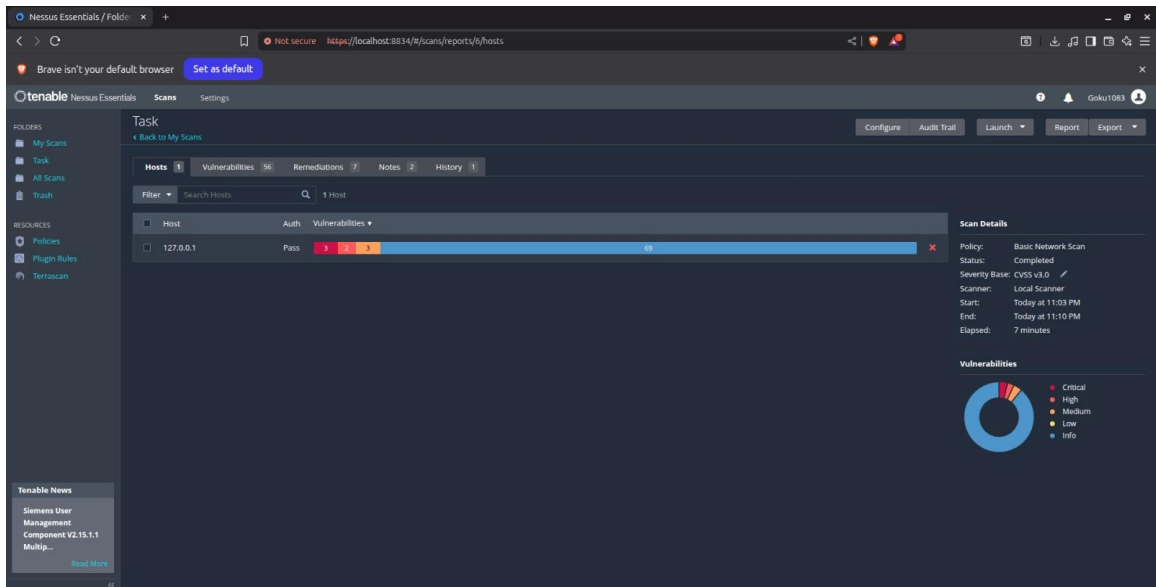 Nessus Essentials / Folder
Not secure https://localhost:8834/#/scans/reports/6/hosts
Brave isn't your default browser Set as default
tenable Nessus Essentials Scans Settings Goku1083
FOLDERS
My Scans
Task
All Scans
Trash
RESOURCES
Policies
Plugin Rules
Terrascan
Tenable News
Siemens User
Management
Component V2.15.1.1
Multip...
Read More
Task
Back to My Scans
Configure Audit Trail Launch Report Export
Hosts 1 Vulnerabilities 56 Remediations 7 Notes 2 History 1
Filter Search Hosts 1 Host
Host Auth Vulnerabilities
127.0.0.1 Pass 3 2 3 69
Scan Details
Policy: Basic Network Scan
Status: Completed
Severity Base: CVSS v3.0
Scanner: Local Scanner
Start: Today at 11:03 PM
End: Today at 11:10 PM
Elapsed: 7 minutes
Vulnerabilities
Critical
High
Medium
Low
Info